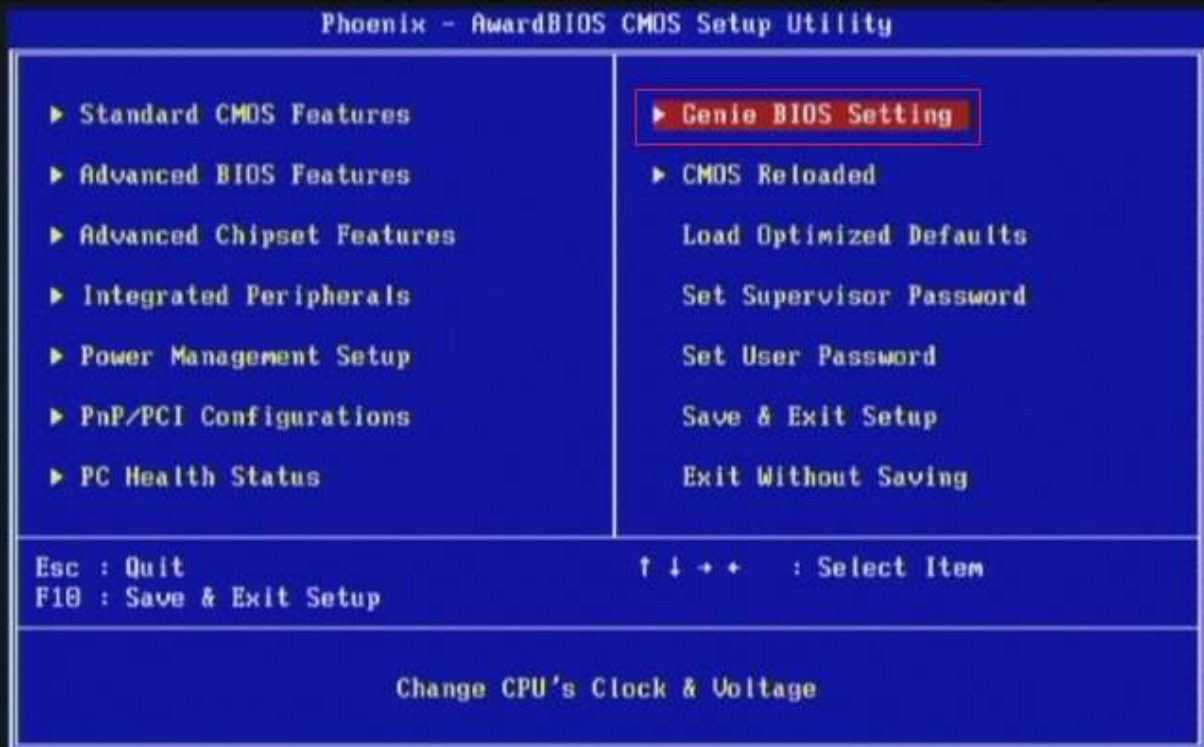 Phoenix - AwardBIOS CMOS Setup Utility
Standard CMOS Features
Advanced BIOS Features
Advanced Chipset Features
Integrated Peripherals
Power Management Setup
PnP/PCI Configurations
PC Health Status
Genie BIOS Setting
CMOS Reloaded
Load Optimized Defaults
Set Supervisor Password
Set User Password
Save & Exit Setup
Exit Without Saving
Esc : Quit
F10 : Save & Exit Setup
↑ ↓ → ← : Select Item
Change CPU's Clock & Voltage